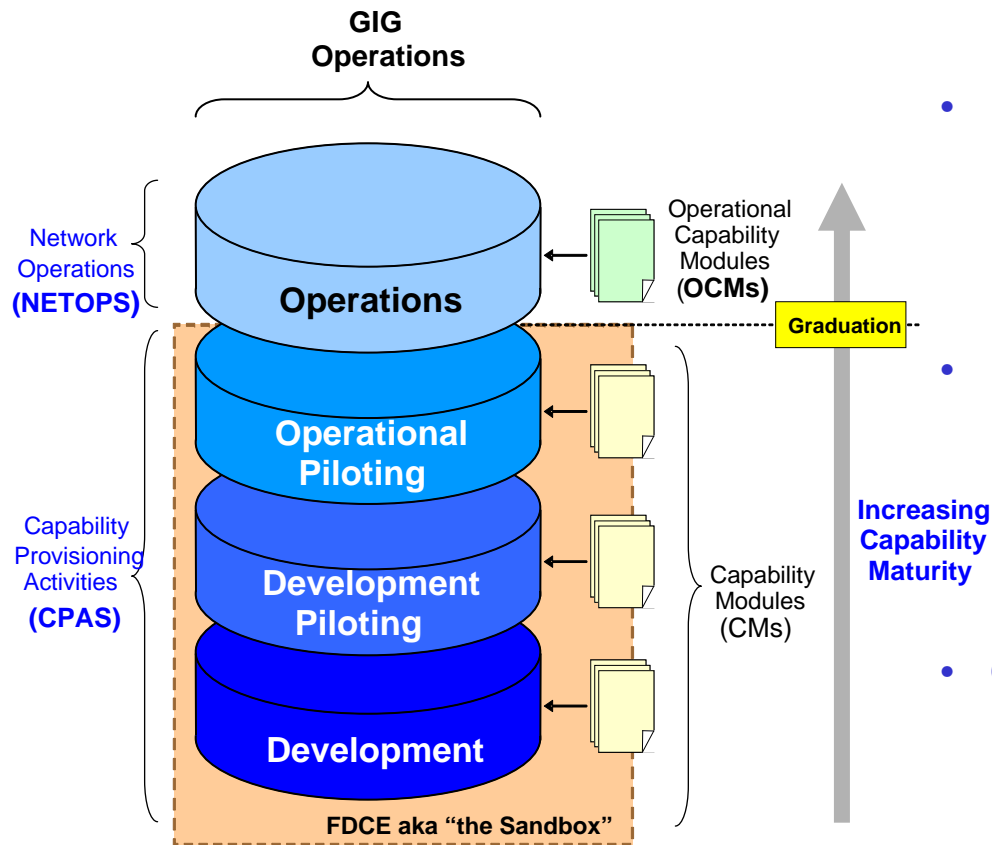 GIG
Operations
Network
Operations
(NETOPS)
Operations
Operational
Capability
Modules
(OCMs)
Graduation
Operational
Piloting
Capability
Provisioning
Activities
(CPAS)
Development
Piloting
Capability
Modules
(CMs)
Increasing
Capability
Maturity
Development
FDCE aka “the Sandbox”